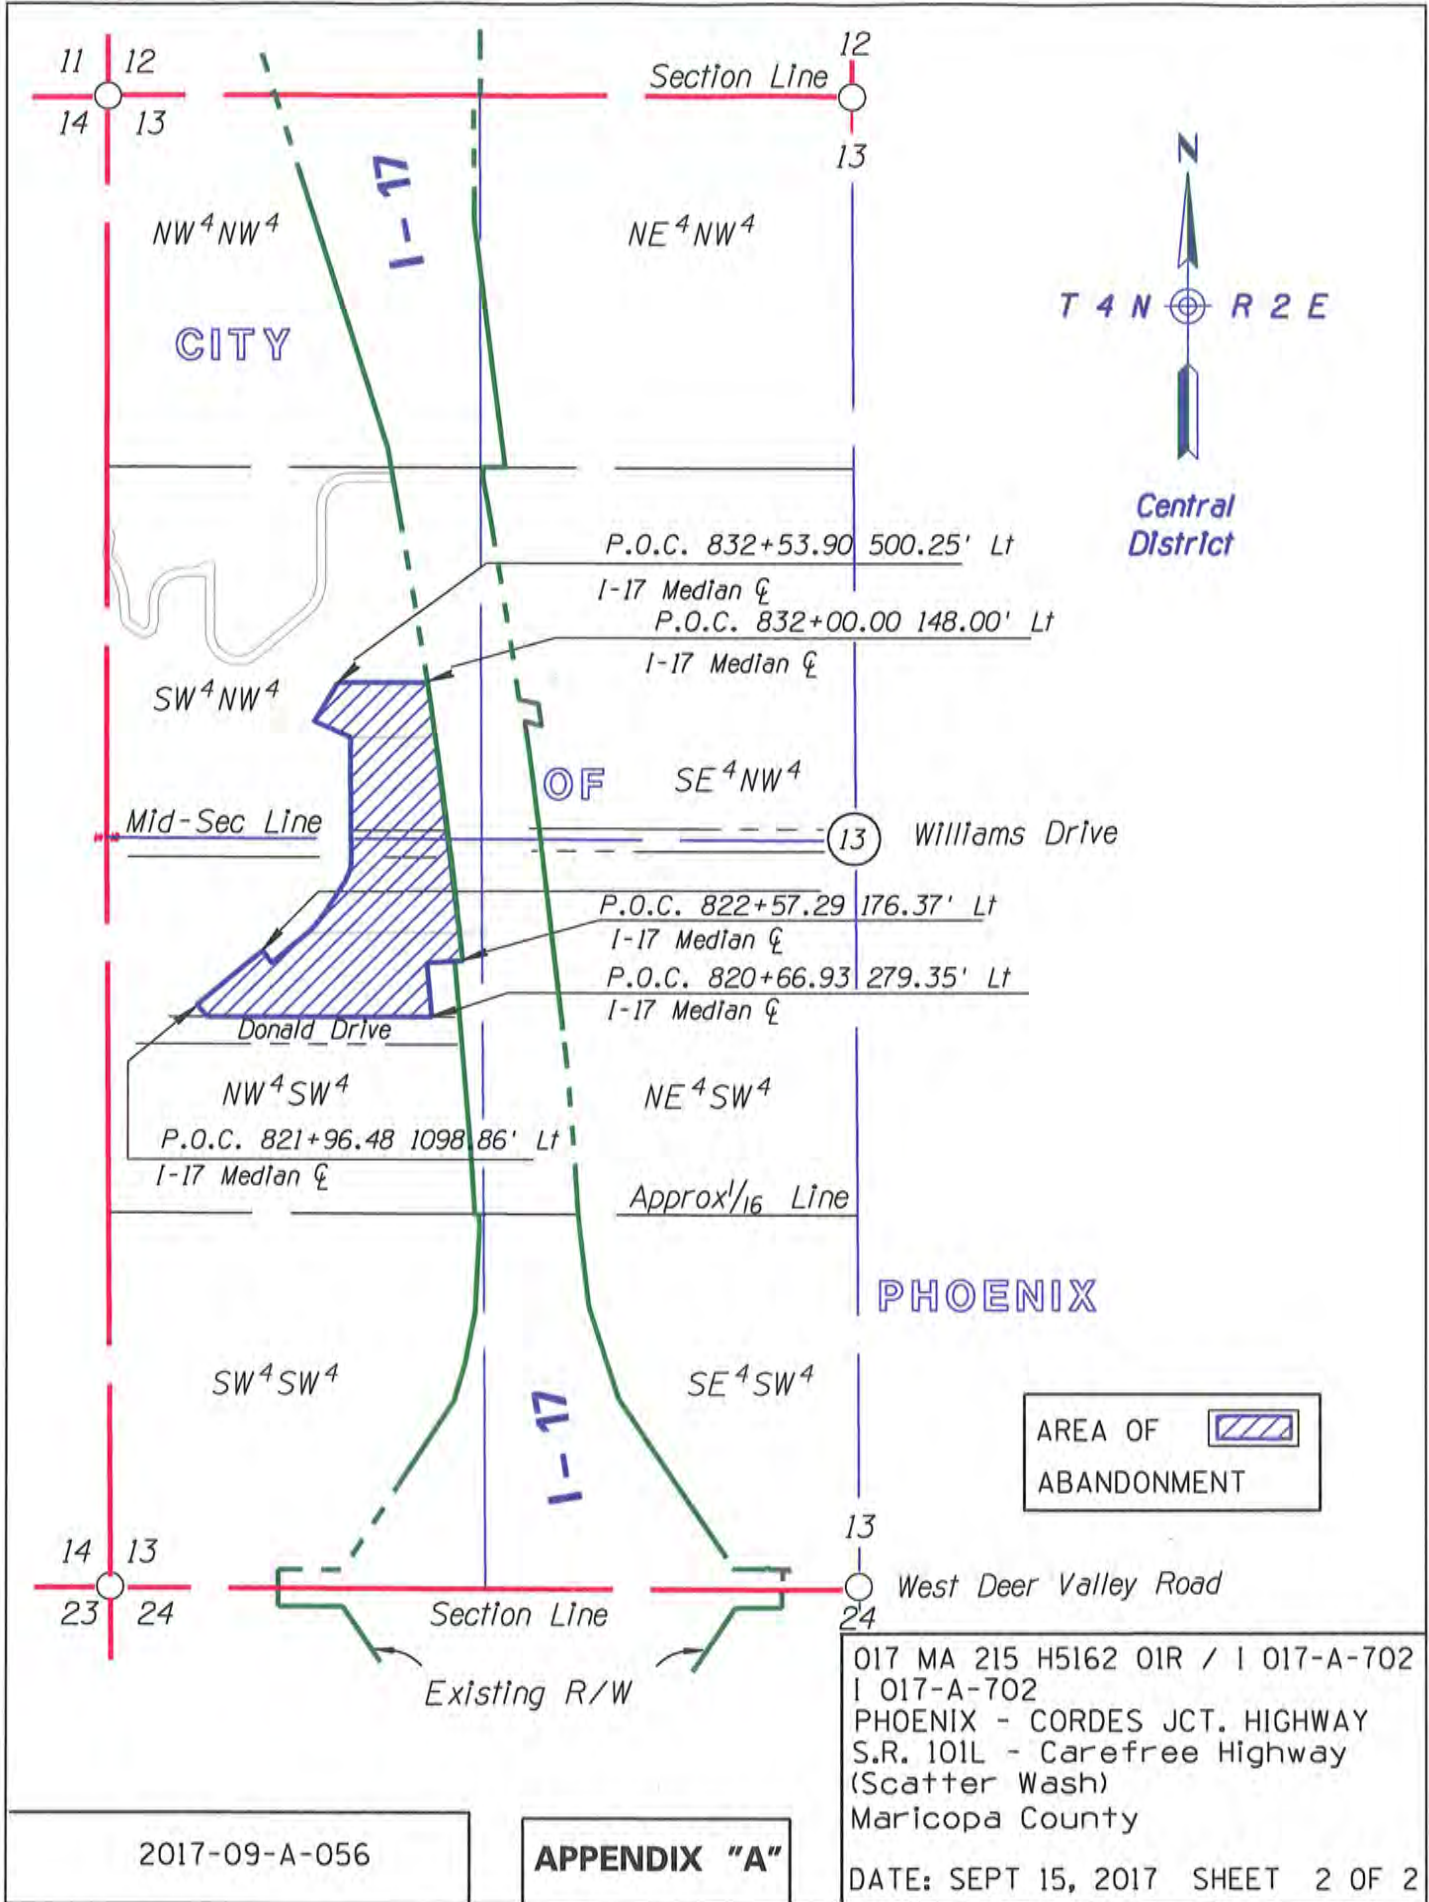 11 12
12
Section Line
14 13
13
I-17
N
NW⁴NW⁴
NE⁴NW⁴
T 4 N R 2 E
CITY
Central
District
P.O.C. 832+53.90 500.25' Lt
I-17 Median ℄
P.O.C. 832+00.00 148.00' Lt
I-17 Median ℄
SW⁴NW⁴
OF
SE⁴NW⁴
Mid-Sec Line
13
Williams Drive
P.O.C. 822+57.29 176.37' Lt
I-17 Median ℄
P.O.C. 820+66.93 279.35' Lt
I-17 Median ℄
Donald Drive
NW⁴SW⁴
NE⁴SW⁴
P.O.C. 821+96.48 1098.86' Lt
I-17 Median ℄
Approx 1/16 Line
PHOENIX
SW⁴SW⁴
SE⁴SW⁴
I-17
AREA OF
ABANDONMENT
14 13
13
West Deer Valley Road
23 24
Section Line
24
Existing R/W
017 MA 215 H5162 01R / I 017-A-702
I 017-A-702
PHOENIX - CORDES JCT. HIGHWAY
S.R. 101L - Carefree Highway
(Scatter Wash)
Maricopa County
DATE: SEPT 15, 2017 SHEET 2 OF 2
2017-09-A-056
APPENDIX "A"